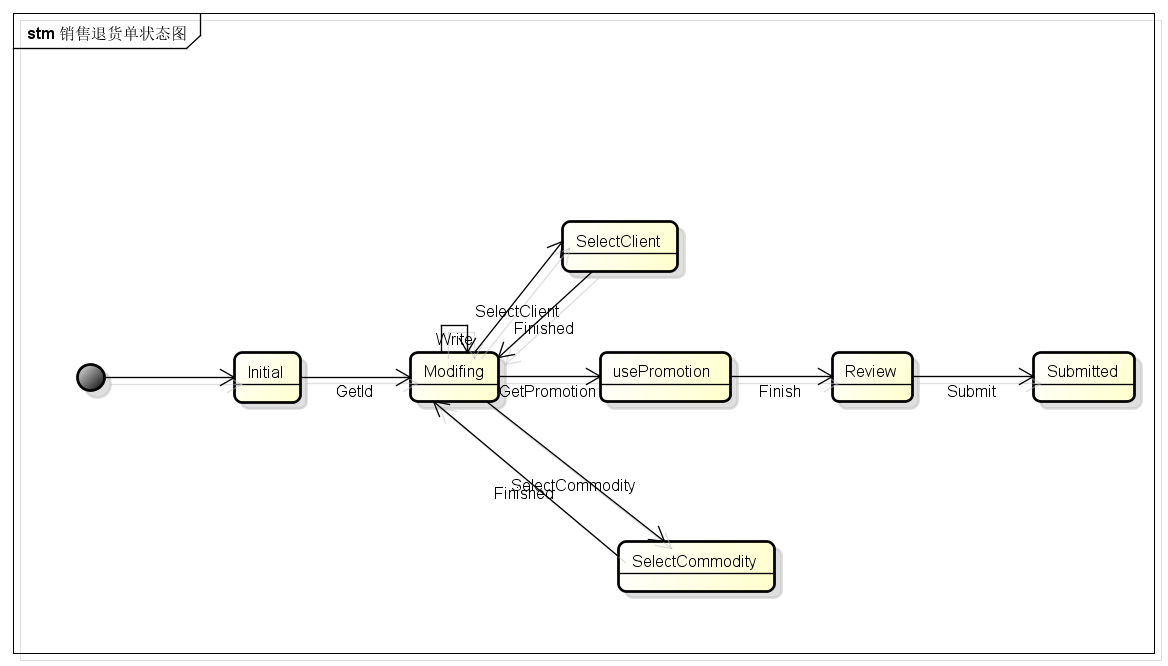 stm 销售退货单状态图
SelectClient
SelectClient
Finished
Write
Initial
GetId
Modifing
GetPromotion
usePromotion
Finish
Review
Submit
Submitted
SelectCommodity
Finished
SelectCommodity